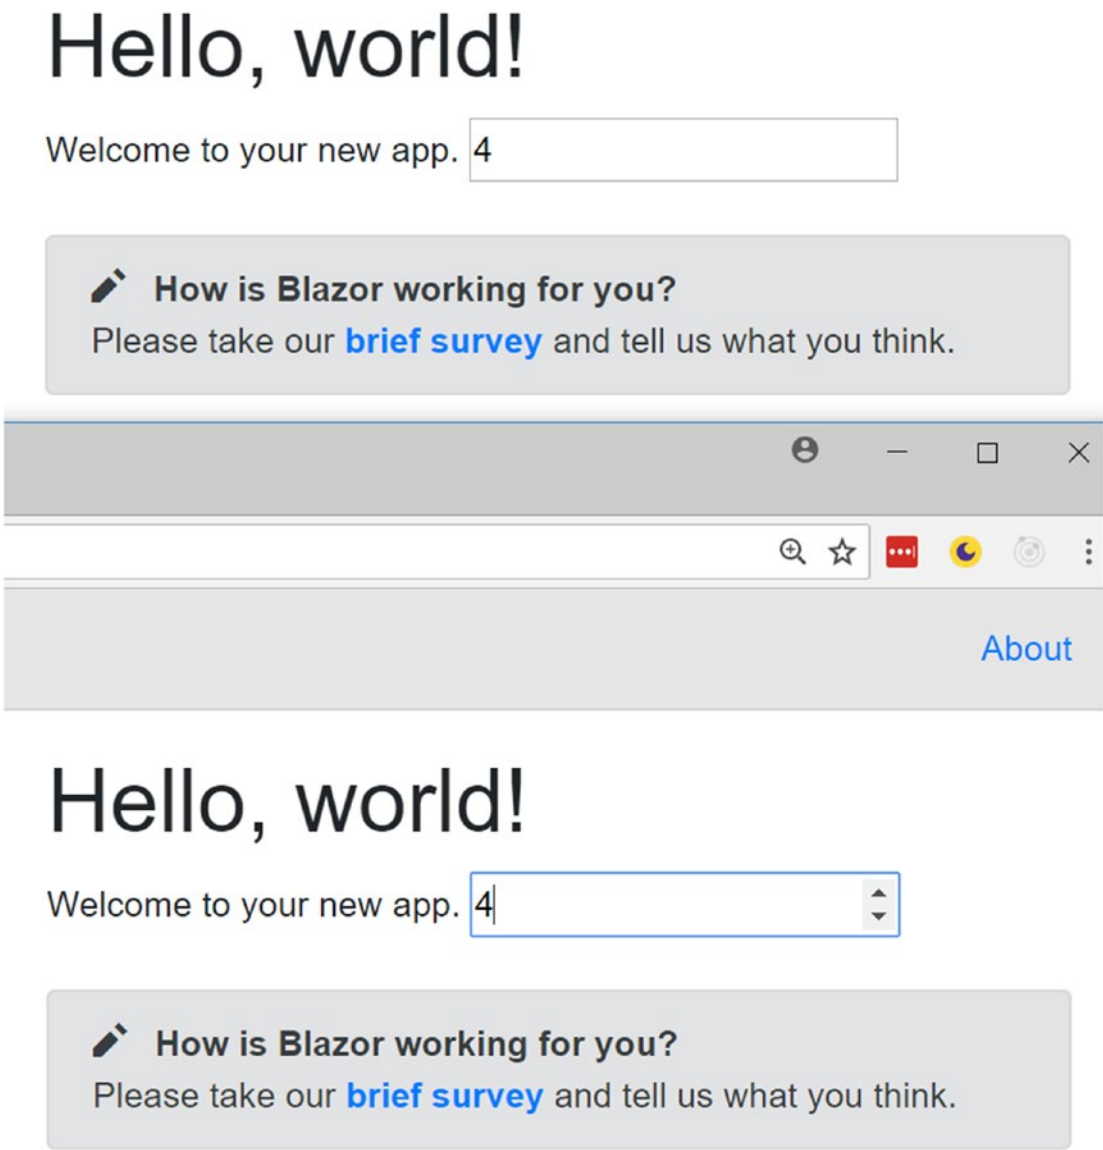 Hello, world!
Welcome to your new app. 4
How is Blazor working for you?
Please take our brief survey and tell us what you think.
About
Hello, world!
Welcome to your new app. 4
How is Blazor working for you?
Please take our brief survey and tell us what you think.